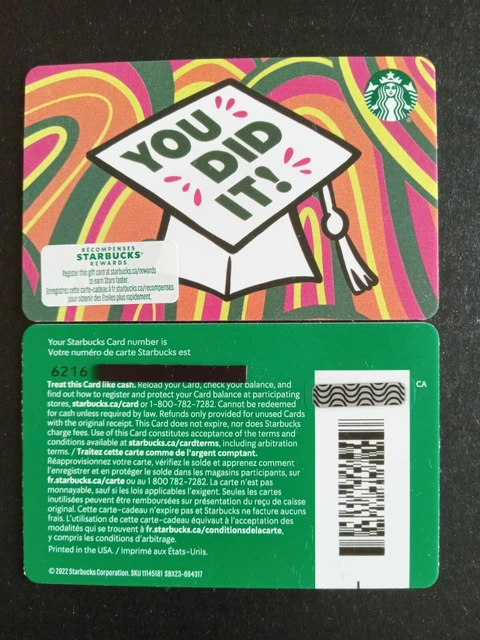 YOU
DID
IT!
RÉCOMPENSES
STARBUCKS®
REWARDS
Register this gift card at starbucks.ca/rewards
to earn Stars faster.
Enregistrez cette carte-cadeau à fr.starbucks.ca/recompenses
pour obtenir des Étoiles plus rapidement.
Your Starbucks Card number is
Votre numéro de carte Starbucks est
6216
Treat this Card like cash. Reload your Card, check your balance, and
find out how to register and protect your Card balance at participating
stores, starbucks.ca/card or 1-800-782-7282. Cannot be redeemed
for cash unless required by law. Refunds only provided for unused Cards
with the original receipt. This Card does not expire, nor does Starbucks
charge fees. Use of this Card constitutes acceptance of the terms and
conditions available at starbucks.ca/cardterms, including arbitration
terms. / Traitez cette carte comme de l'argent comptant.
Réapprovisionnez votre carte, vérifiez le solde et apprenez comment
l'enregistrer et en protéger le solde dans les magasins participants, sur
fr.starbucks.ca/carte ou au 1 800 782-7282. La carte n'est pas
monnayable, sauf si les lois applicables l'exigent. Seules les cartes
inutilisées peuvent être remboursées sur présentation du reçu de caisse
original. Cette carte-cadeau n'expire pas et Starbucks ne facture aucuns
frais. L'utilisation de cette carte-cadeau équivaut à l'acceptation des
modalités qui se trouvent à fr.starbucks.ca/conditionsdelacarte,
y compris les conditions d'arbitrage.
Printed in the USA. / Imprimé aux États-Unis.
© 2022 Starbucks Corporation. SKU 11145181 SBX23-694317
CA